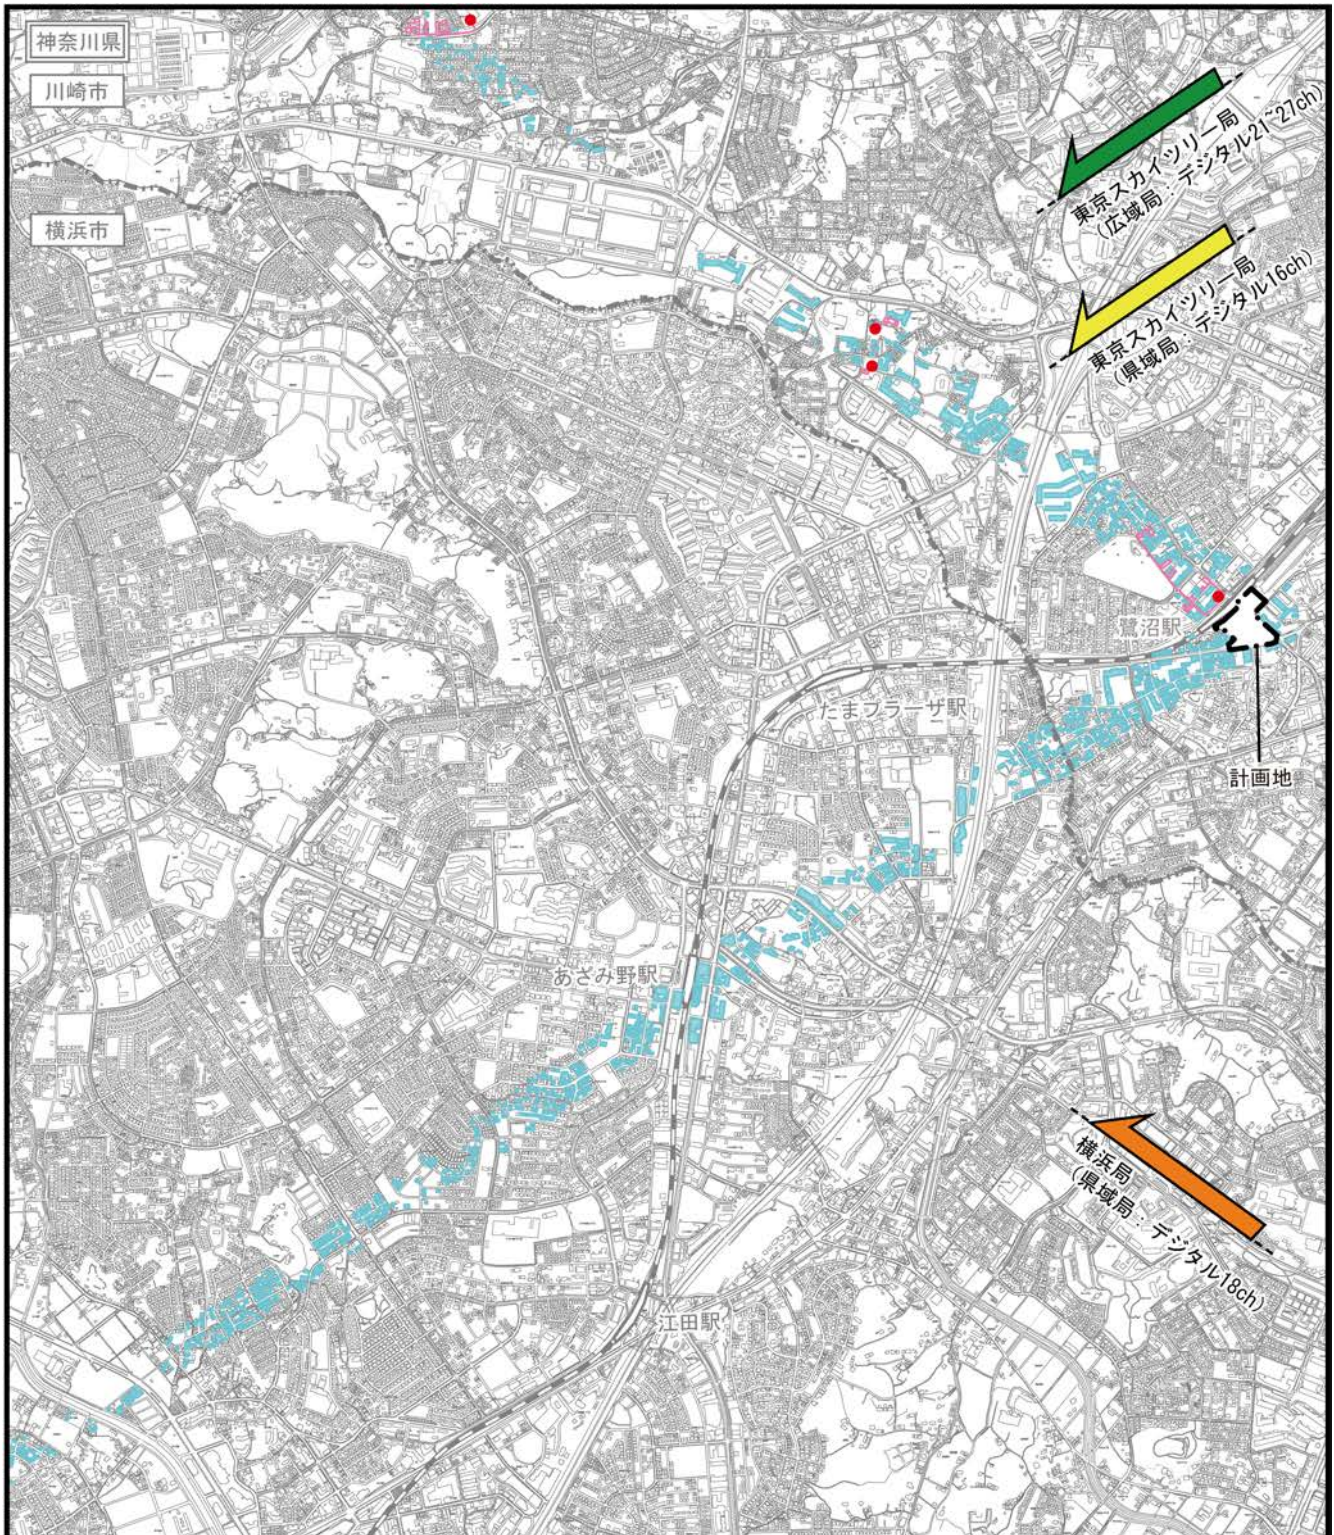 神奈川県
川崎市
横浜市
東京スカイツリー局
(広域局：デジタル21~27ch)
東京スカイツリー局
(県域局：デジタル16ch)
鷺沼駅
たまプラーザ駅
計画地
あざみ野駅
横浜局
(県域局：デジタル18ch)
江田駅